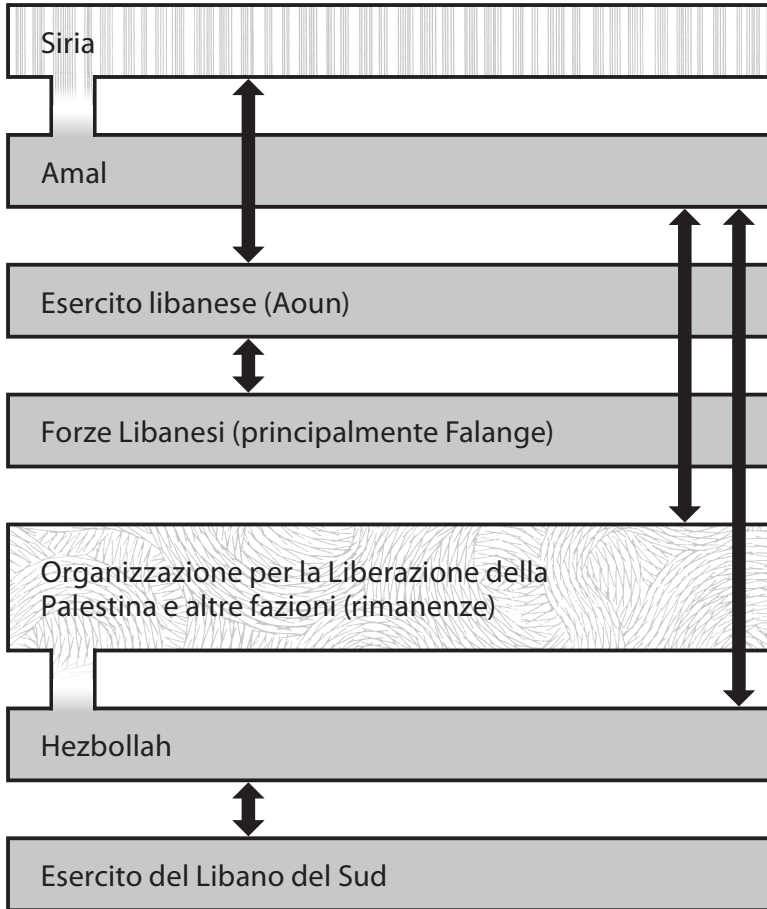 Siria
Amal
Esercito libanese (Aoun)
Forze Libanesi (principalmente Falange)
Organizzazione per la Liberazione della
Palestina e altre fazioni (rimanenze)
Hezbollah
Esercito del Libano del Sud